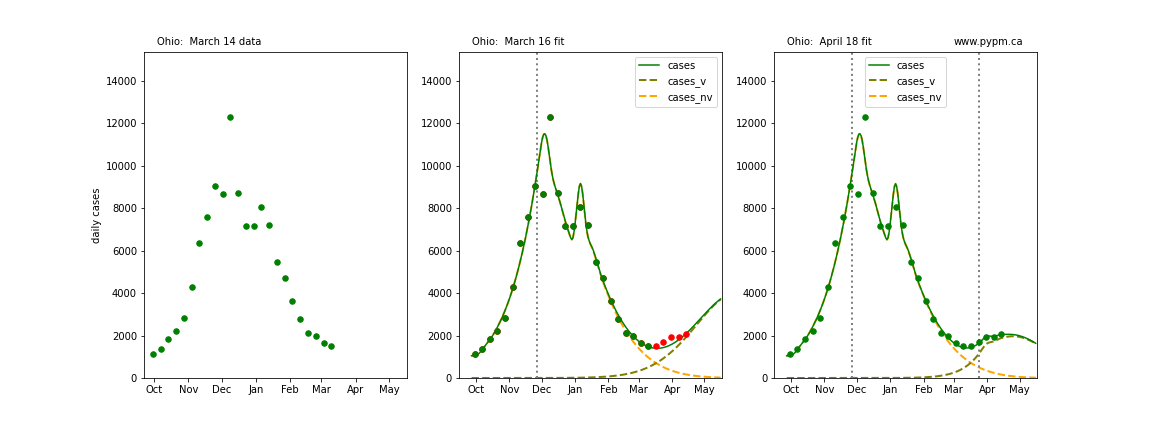 Ohio:  March 14 data
Ohio:  March 16 fit
Ohio:  April 18 fit
www.pypm.ca
daily cases
14000
12000
10000
8000
6000
4000
2000
0
Oct Nov Dec Jan Feb Mar Apr May
14000
12000
10000
8000
6000
4000
2000
0
cases
cases_v
cases_nv
Oct Nov Dec Jan Feb Mar Apr May
14000
12000
10000
8000
6000
4000
2000
0
cases
cases_v
cases_nv
Oct Nov Dec Jan Feb Mar Apr May